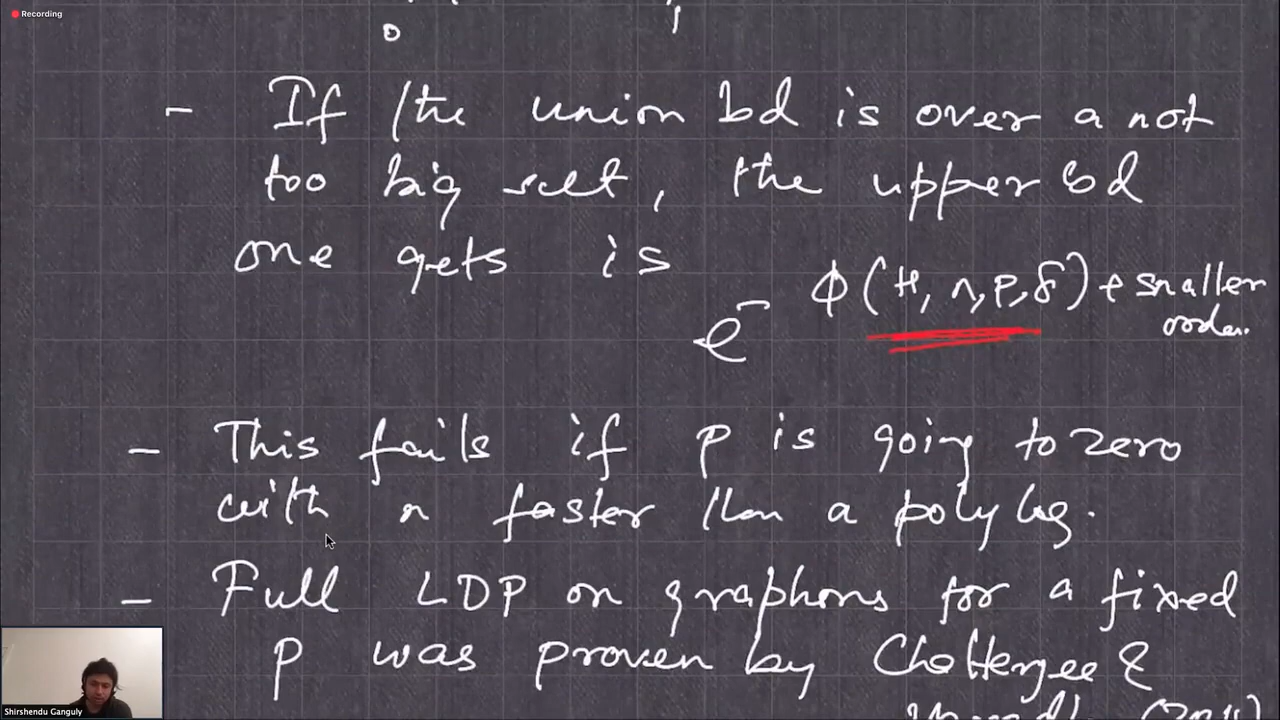 Recording
- If the union bd is over a not
too big set, the upper bd
one gets is
e^- ϕ(H, n, p, δ) + smaller
order.
- This fails if p is going to zero
with n faster than a polylog.
- Full LDP on graphons for a fixed
p was proven by Chatterjee &
Shirshendu Ganguly